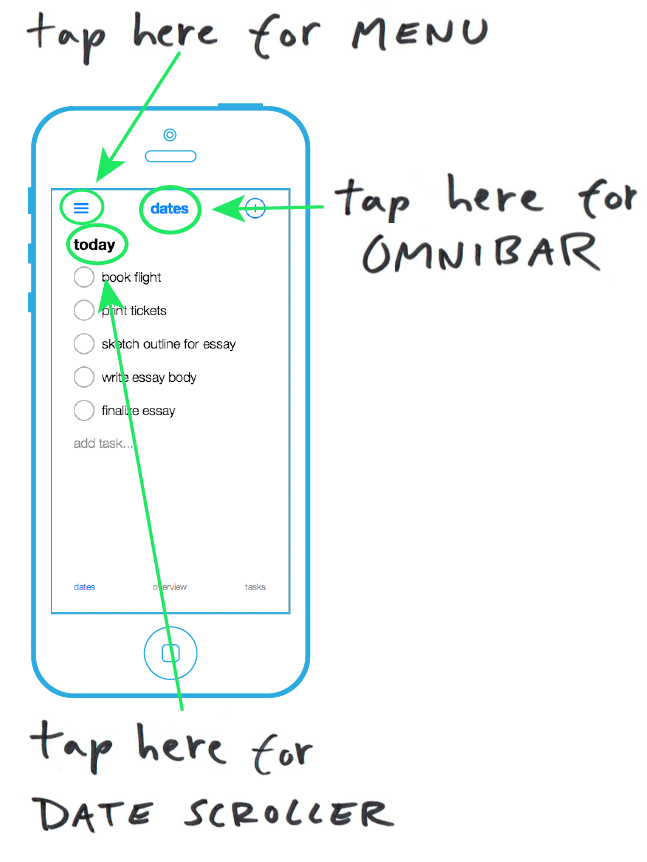 tap here for MENU
dates
tap here for
OMNIBAR
today
book flight
print tickets
sketch outline for essay
write essay body
finalize essay
add task...
dates overview tasks
tap here for
DATE SCROLLER